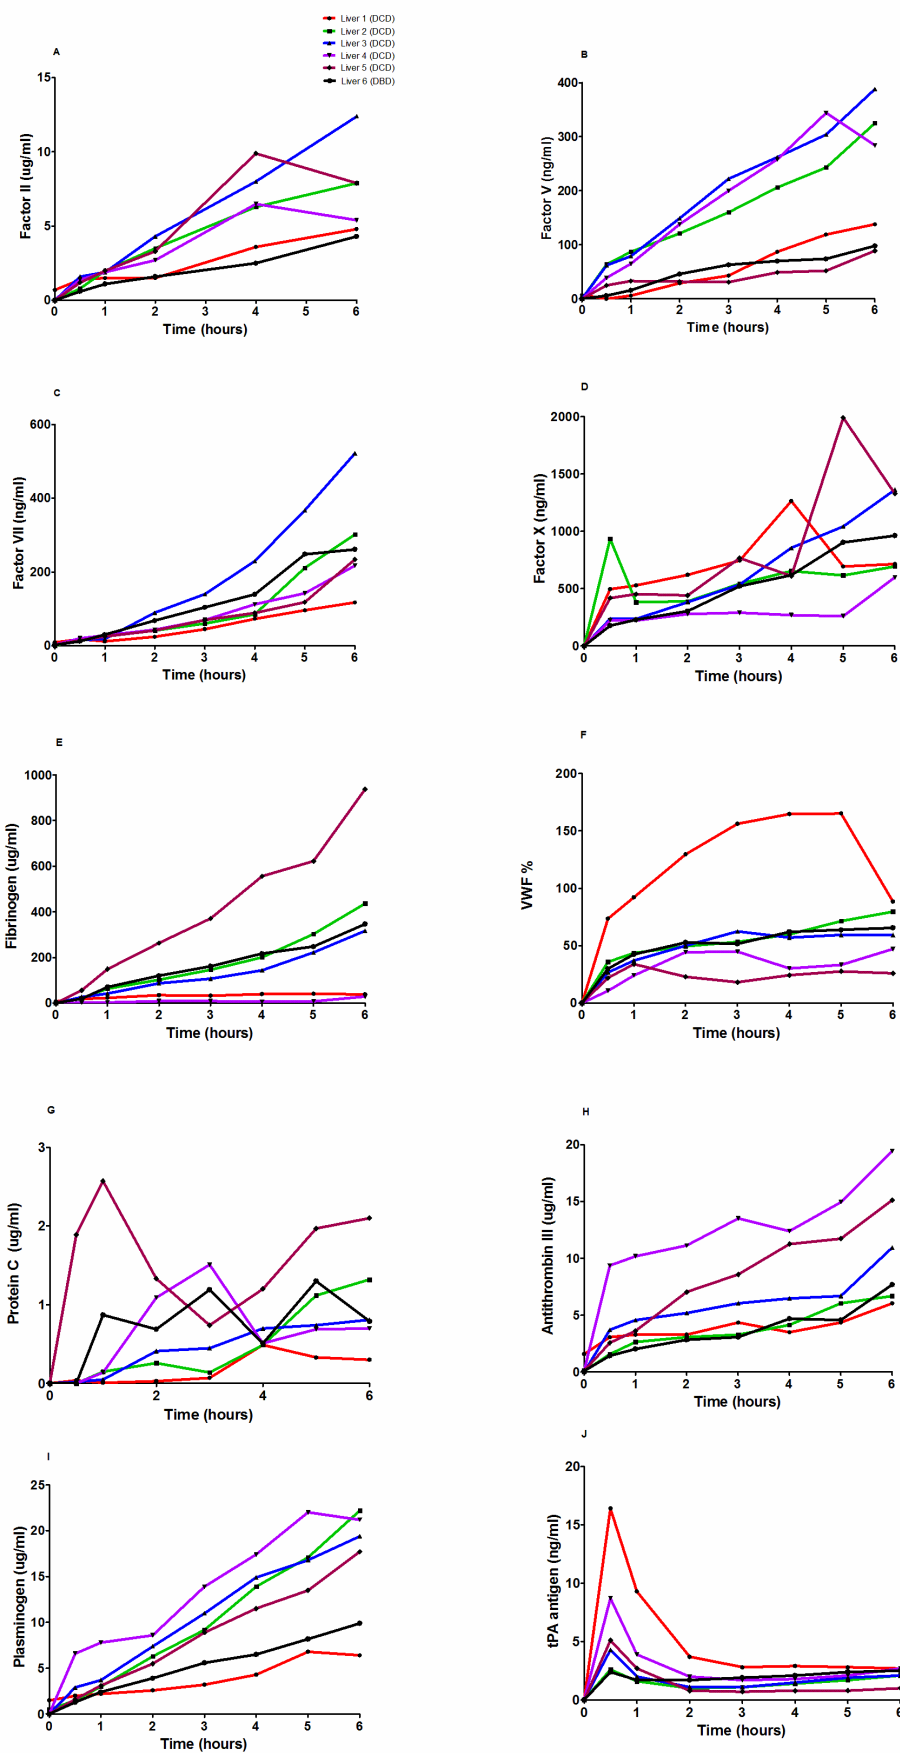 Liver 1 (DCD)
Liver 2 (DCD)
Liver 3 (DCD)
Liver 4 (DCD)
Liver 5 (DCD)
Liver 6 (DBD)
A
Factor II (ug/ml)
15
10
5
0
0 1 2 3 4 5 6
Time (hours)
B
Factor V (ng/ml)
400
300
200
100
0
0 1 2 3 4 5 6
Time (hours)
C
Factor VII (ng/ml)
600
400
200
0
0 1 2 3 4 5 6
Time (hours)
D
Factor X (ng/ml)
2000
1500
1000
500
0
0 1 2 3 4 5 6
Time (hours)
E
Fibrinogen (ug/ml)
1000
800
600
400
200
0
0 1 2 3 4 5 6
Time (hours)
F
VWF %
200
150
100
50
0
0 1 2 3 4 5 6
Time (hours)
G
Protein C (ug/ml)
3
2
1
0
0 2 4 6
Time (hours)
H
Antithrombin III (ug/ml)
20
15
10
5
0
0 1 2 3 4 5 6
Time (hours)
I
Plasminogen (ug/ml)
25
20
15
10
5
0
0 1 2 3 4 5 6
Time (hours)
J
tPA antigen (ng/ml)
20
15
10
5
0
0 1 2 3 4 5 6
Time (hours)